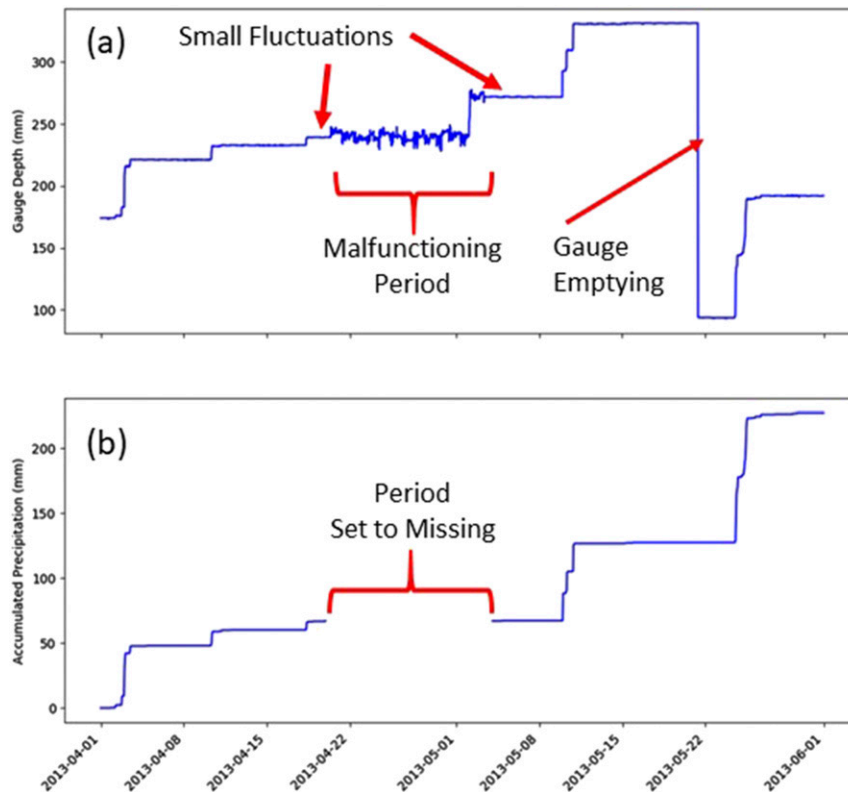 (a)
Small Fluctuations
Gauge Depth (mm)
300
250
200
150
100
Malfunctioning
Period
Gauge
Emptying
(b)
Accumulated Precipitation (mm)
200
150
100
50
0
Period
Set to Missing
2013-04-01
2013-04-08
2013-04-15
2013-04-22
2013-05-01
2013-05-08
2013-05-15
2013-05-22
2013-06-01